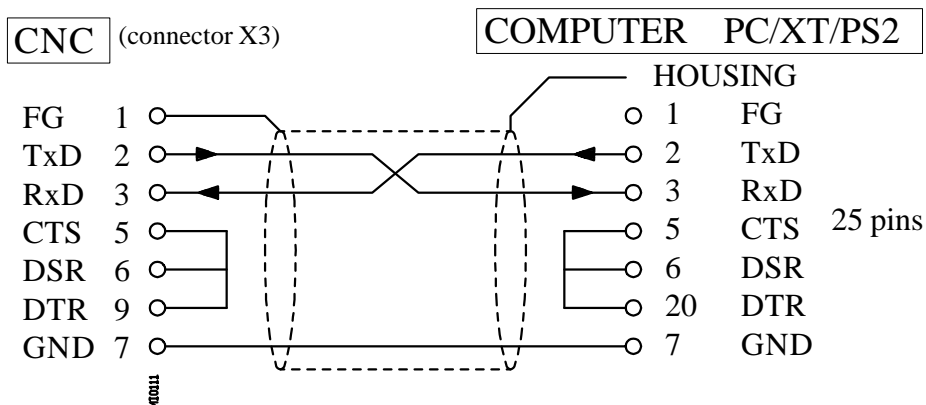 CNC (connector X3) COMPUTER PC/XT/PS2
HOUSING
FG 1 1 FG
TxD 2 2 TxD
RxD 3 3 RxD
CTS 5 5 CTS 25 pins
DSR 6 6 DSR
DTR 9 20 DTR
GND 7 7 GND